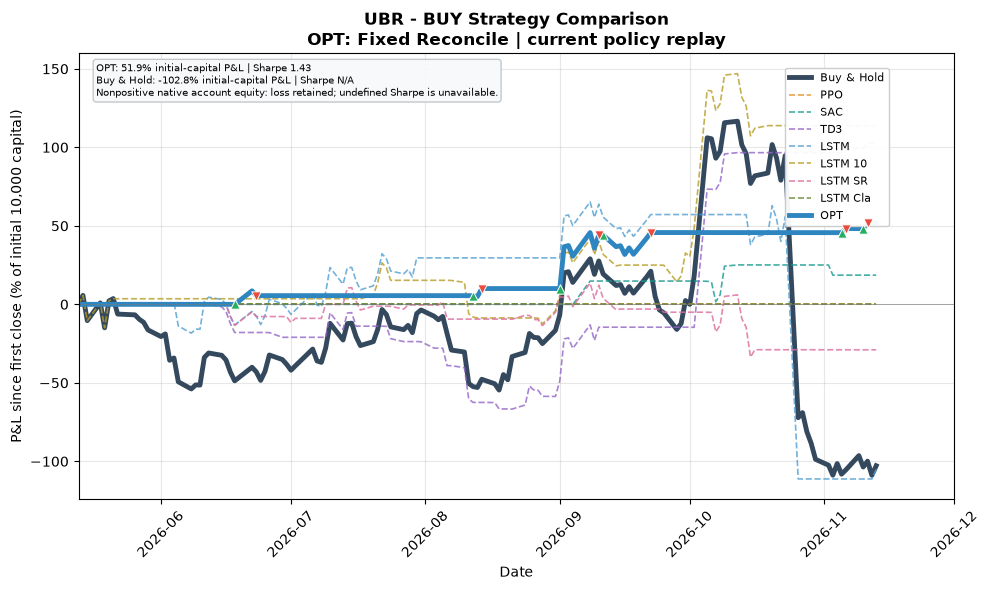 UBR - BUY Strategy Comparison
OPT: Fixed Reconcile | current policy replay
OPT: 51.9% initial-capital P&L | Sharpe 1.43
Buy & Hold: -102.8% initial-capital P&L | Sharpe N/A
Nonpositive native account equity: loss retained; undefined Sharpe is unavailable.
Buy & Hold
PPO
SAC
TD3
LSTM
LSTM 10
LSTM SR
LSTM Cla
OPT
P&L since first close (% of initial 10,000 capital)
150
100
50
0
−50
−100
2026-06
2026-07
2026-08
2026-09
2026-10
2026-11
2026-12
Date